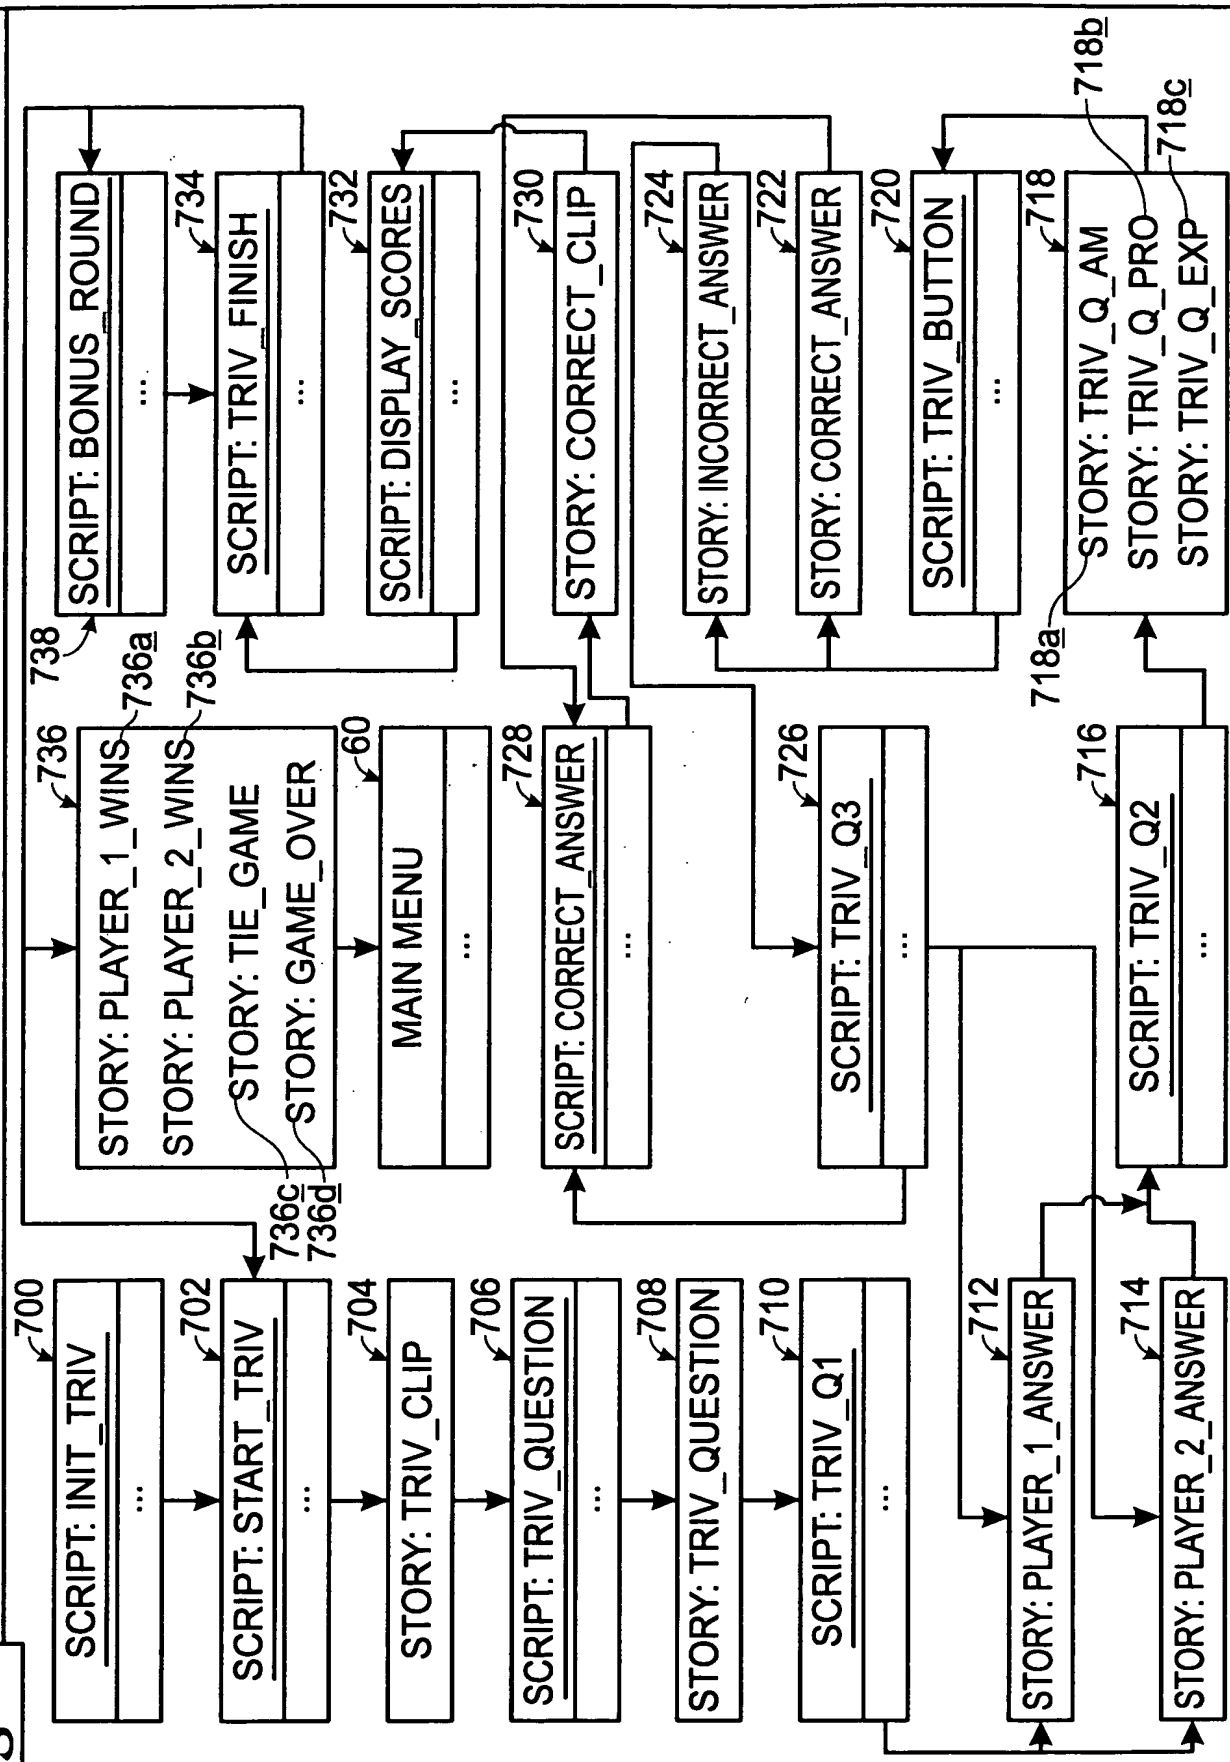 700
SCRIPT: INIT_TRIV
...
702
SCRIPT: START_TRIV
...
704
STORY: TRIV_CLIP
706
SCRIPT: TRIV_QUESTION
...
708
STORY: TRIV_QUESTION
710
SCRIPT: TRIV_Q1
...
712
STORY: PLAYER_1_ANSWER
714
STORY: PLAYER_2_ANSWER
736
STORY: PLAYER_1_WINS
736a
STORY: PLAYER_2_WINS
736b
STORY: TIE_GAME
736c
STORY: GAME_OVER
736d
60
MAIN MENU
...
728
SCRIPT: CORRECT_ANSWER
...
726
SCRIPT: TRIV_Q3
...
716
SCRIPT: TRIV_Q2
...
738
SCRIPT: BONUS_ROUND
...
734
SCRIPT: TRIV_FINISH
...
732
SCRIPT: DISPLAY_SCORES
...
730
STORY: CORRECT_CLIP
724
STORY: INCORRECT_ANSWER
722
STORY: CORRECT_ANSWER
720
SCRIPT: TRIV_BUTTON
...
718
718a
STORY: TRIV_Q_AM
STORY: TRIV_Q_PRO
718b
STORY: TRIV_Q_EXP
718c